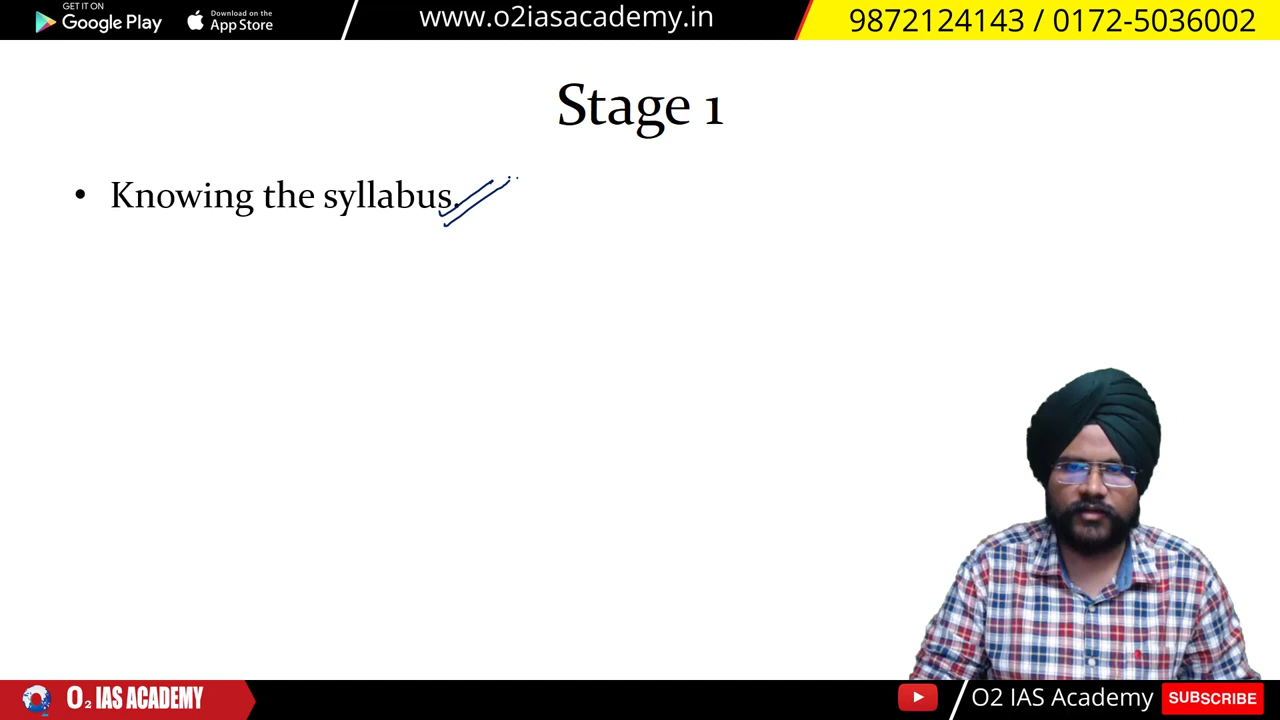 GET IT ON
Google Play
Download on the
App Store
www.o2iasacademy.in
9872124143 / 0172-5036002
Stage 1
• Knowing the syllabus.
O₂ IAS ACADEMY
O2 IAS Academy
SUBSCRIBE